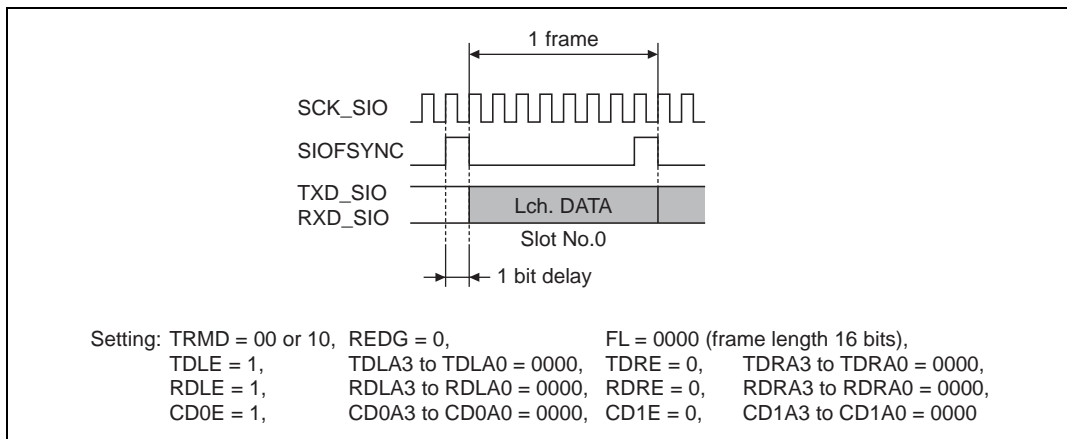 1 frame
SCK_SIO
SIOFSYNC
TXD_SIO
RXD_SIO
Lch. DATA
Slot No.0
1 bit delay
Setting: TRMD = 00 or 10, REDG = 0, FL = 0000 (frame length 16 bits),
TDLE = 1, TDLA3 to TDLA0 = 0000, TDRE = 0, TDRA3 to TDRA0 = 0000,
RDLE = 1, RDLA3 to RDLA0 = 0000, RDRE = 0, RDRA3 to RDRA0 = 0000,
CD0E = 1, CD0A3 to CD0A0 = 0000, CD1E = 0, CD1A3 to CD1A0 = 0000